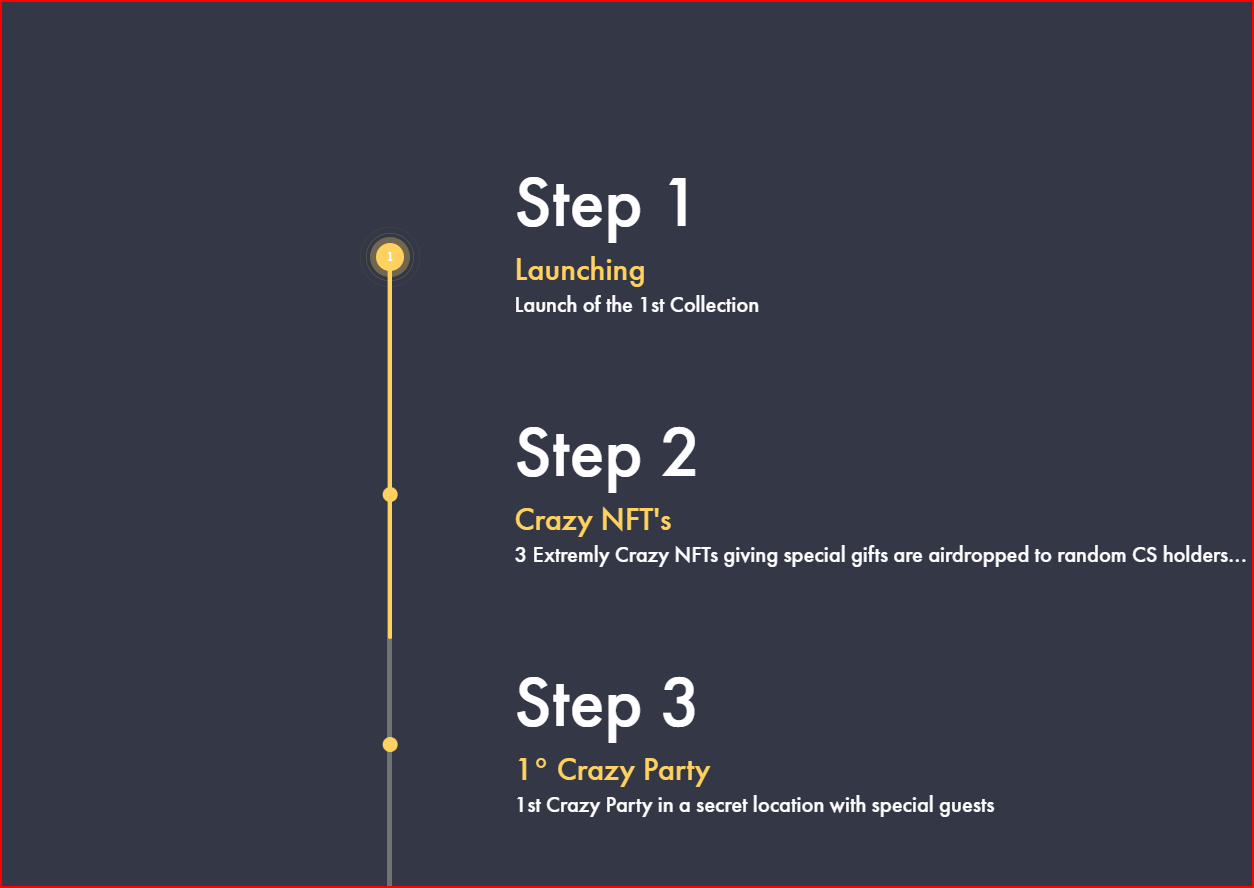 Step 1
1
Launching
Launch of the 1st Collection
Step 2
Crazy NFT's
3 Extremly Crazy NFTs giving special gifts are airdropped to random CS holders...
Step 3
1° Crazy Party
1st Crazy Party in a secret location with special guests